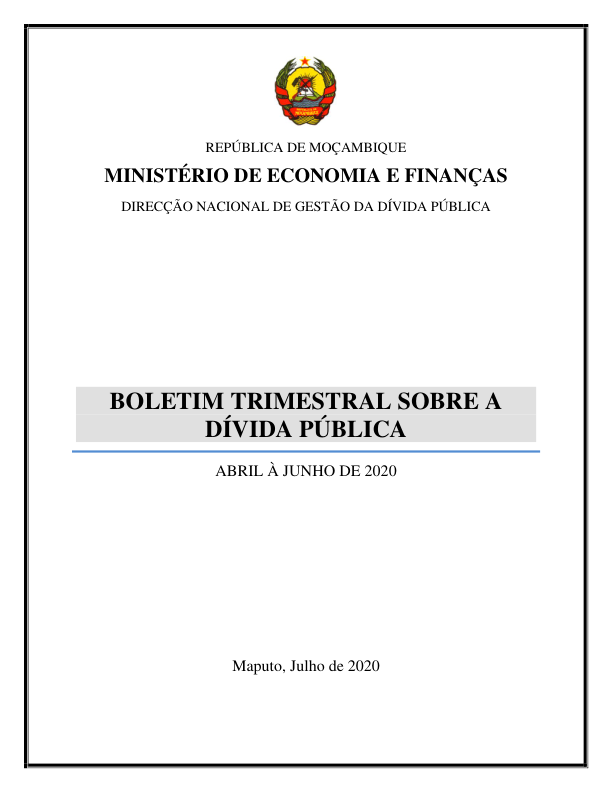 REPÚBLICA DE MOÇAMBIQUE
MINISTÉRIO DE ECONOMIA E FINANÇAS
DIRECÇÃO NACIONAL DE GESTÃO DA DÍVIDA PÚBLICA
BOLETIM TRIMESTRAL SOBRE A
DÍVIDA PÚBLICA
ABRIL À JUNHO DE 2020
Maputo, Julho de 2020